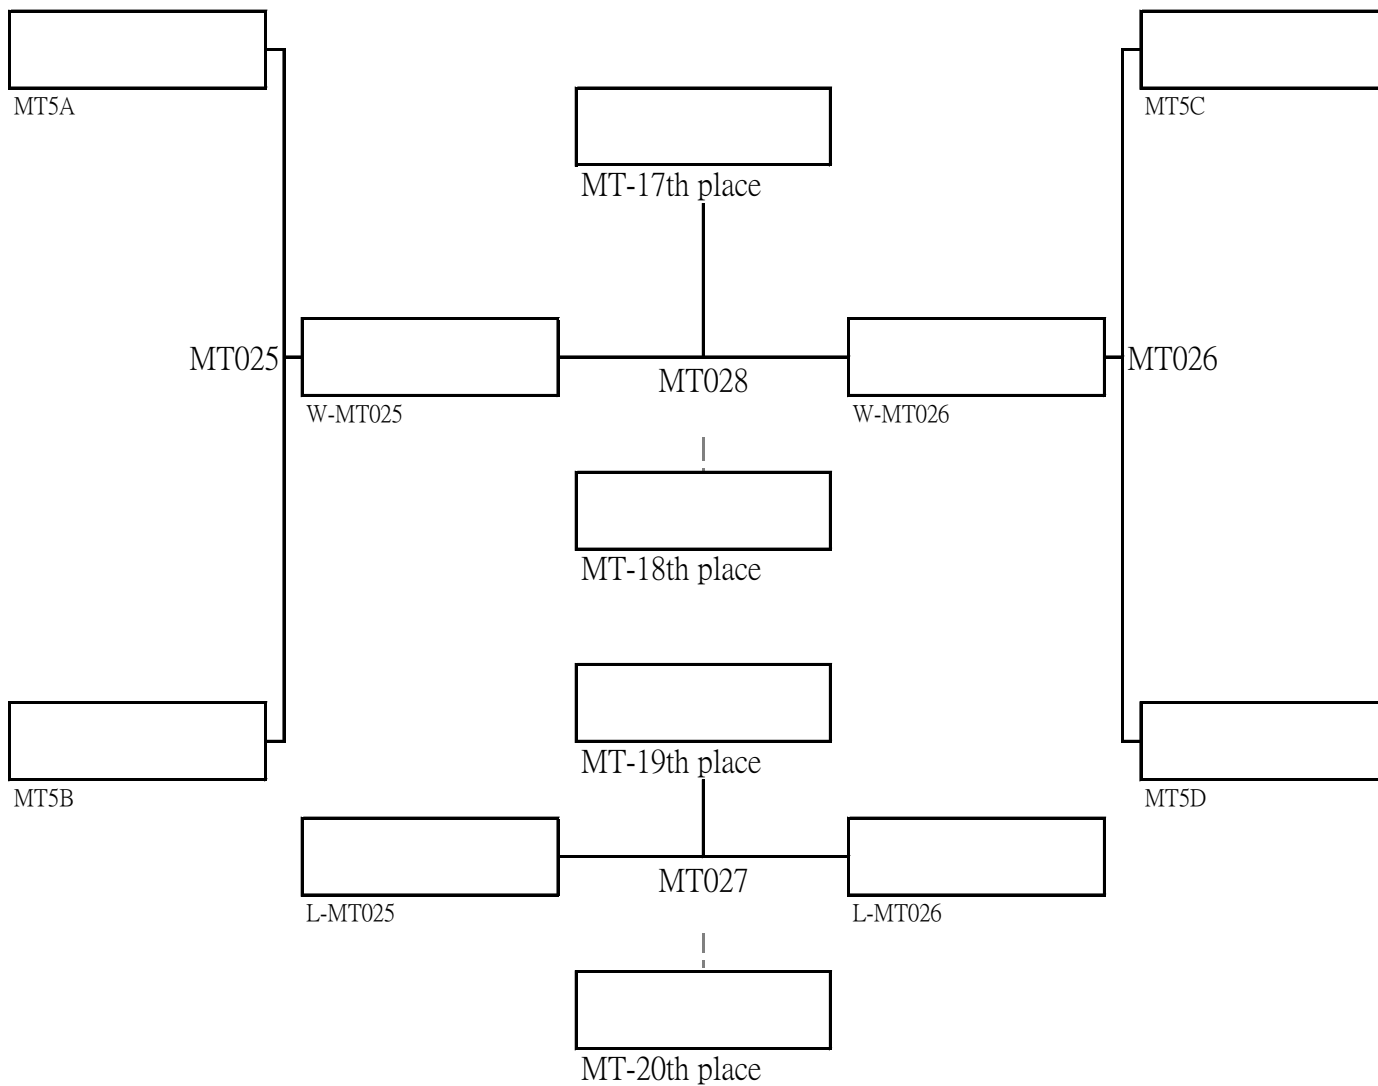 MT5A
MT5C
MT-17th place
MT025
MT028
MT026
W-MT025
W-MT026
MT-18th place
MT-19th place
MT5B
MT5D
MT027
L-MT025
L-MT026
MT-20th place